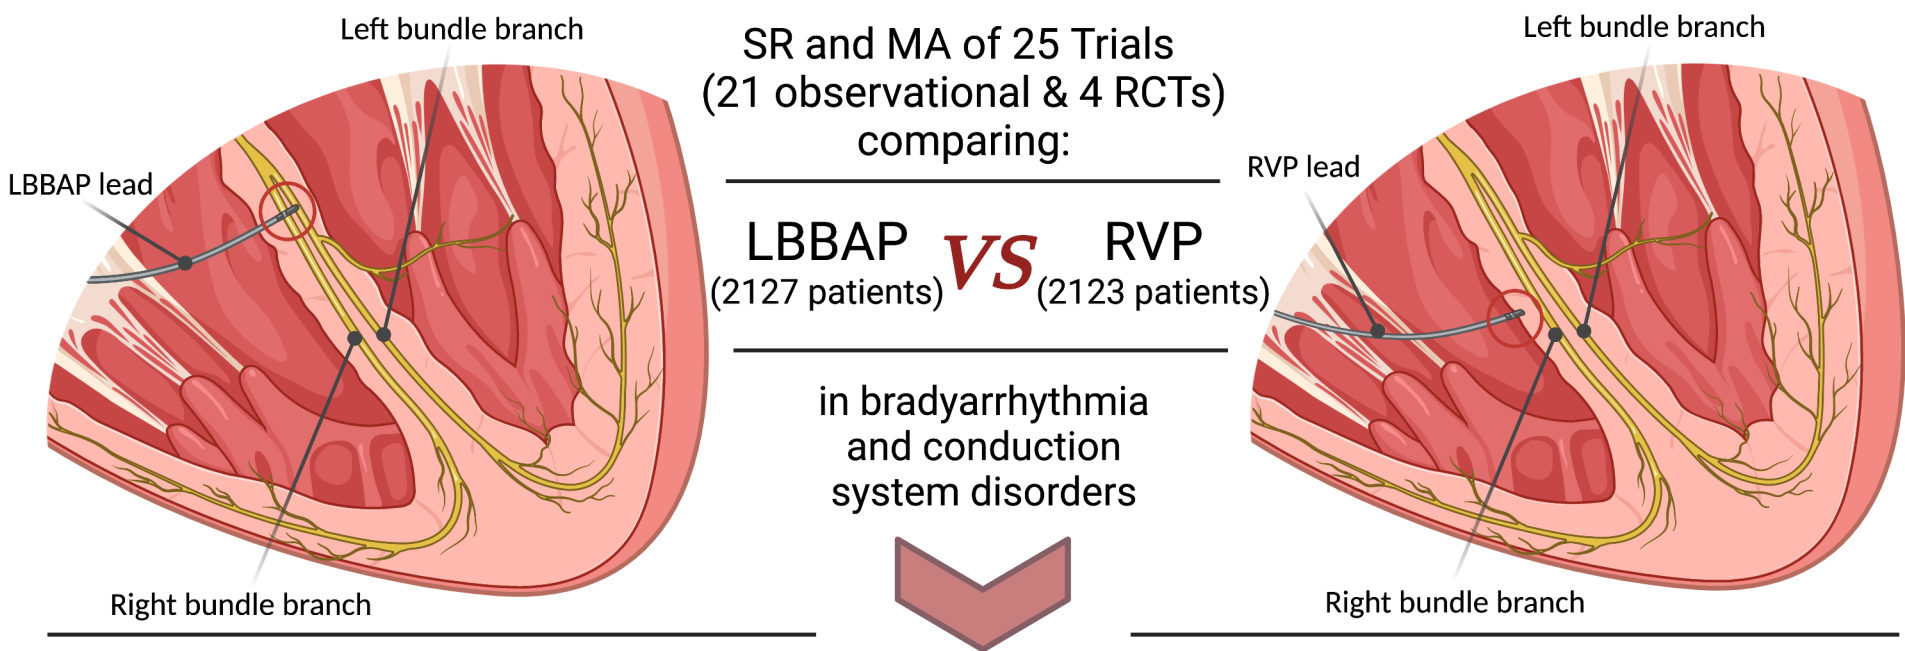 Left bundle branch
LBBAP lead
Right bundle branch
SR and MA of 25 Trials
(21 observational & 4 RCTs)
comparing:
LBBAP VS RVP
(2127 patients) (2123 patients)
in bradyarrhythmia
and conduction
system disorders
Left bundle branch
RVP lead
Right bundle branch